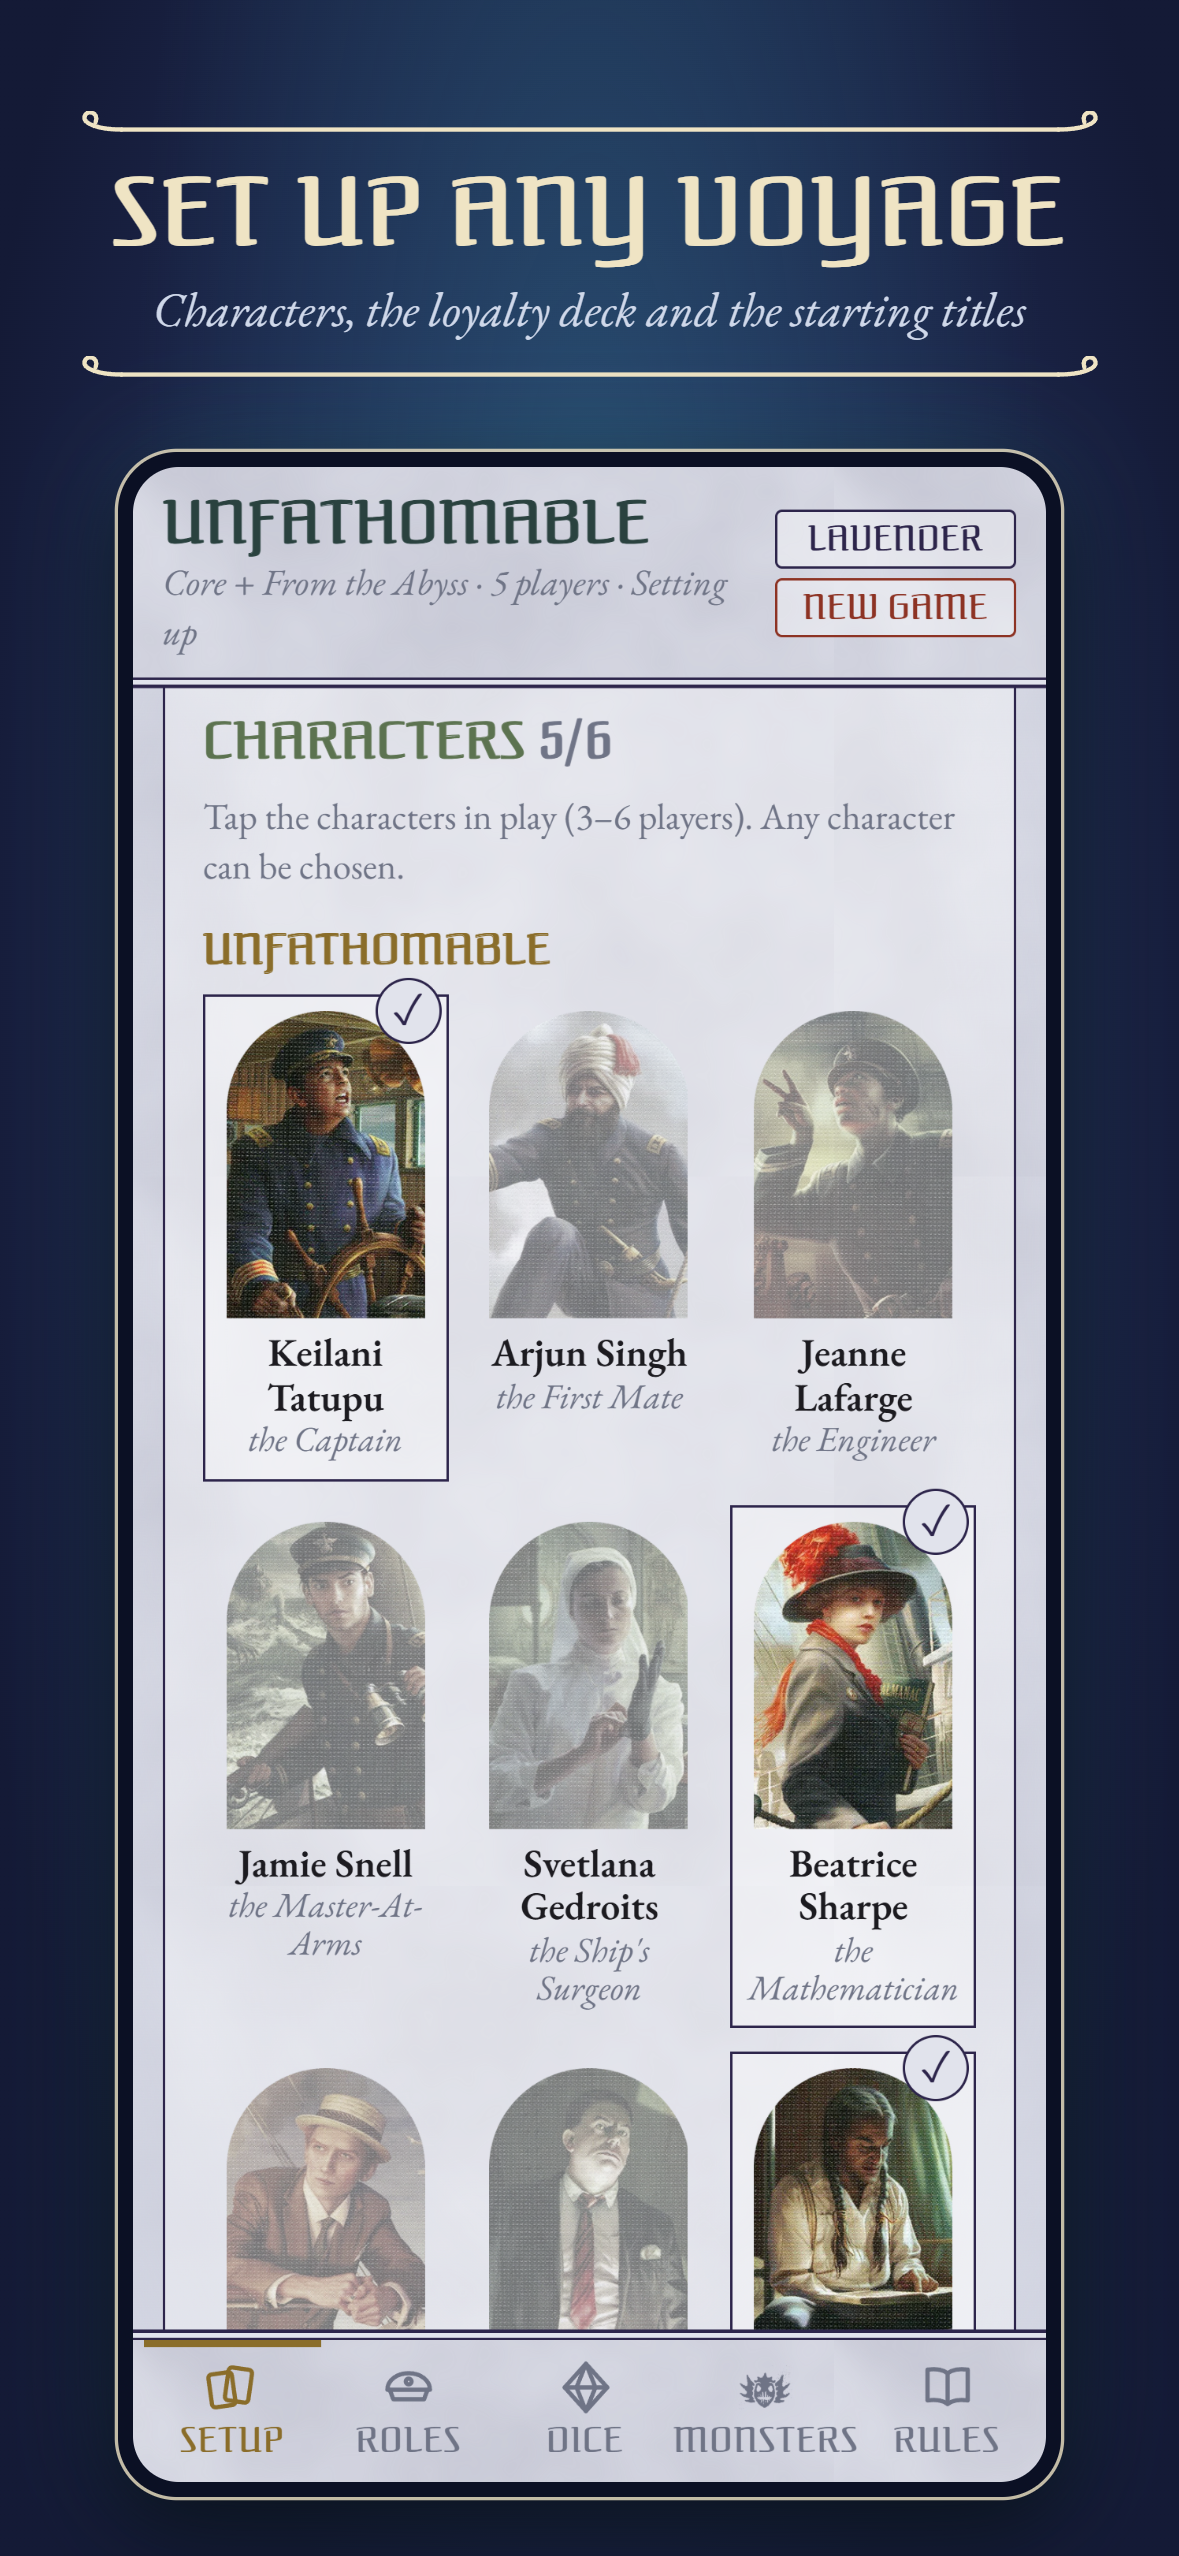 SET UP ANY VOYAGE
Characters, the loyalty deck and the starting titles
UNFATHOMABLE
Core + From the Abyss · 5 players · Setting
up
LAVENDER
NEW GAME
CHARACTERS 5/6
Tap the characters in play (3–6 players). Any character
can be chosen.
UNFATHOMABLE
Keilani
Tatupu
the Captain
Arjun Singh
the First Mate
Jeanne
Lafarge
the Engineer
ALMANAC
Jamie Snell
the Master-At-
Arms
Svetlana
Gedroits
the Ship's
Surgeon
Beatrice
Sharpe
the
Mathematician
SETUP
ROLES
DICE
MONSTERS
RULES